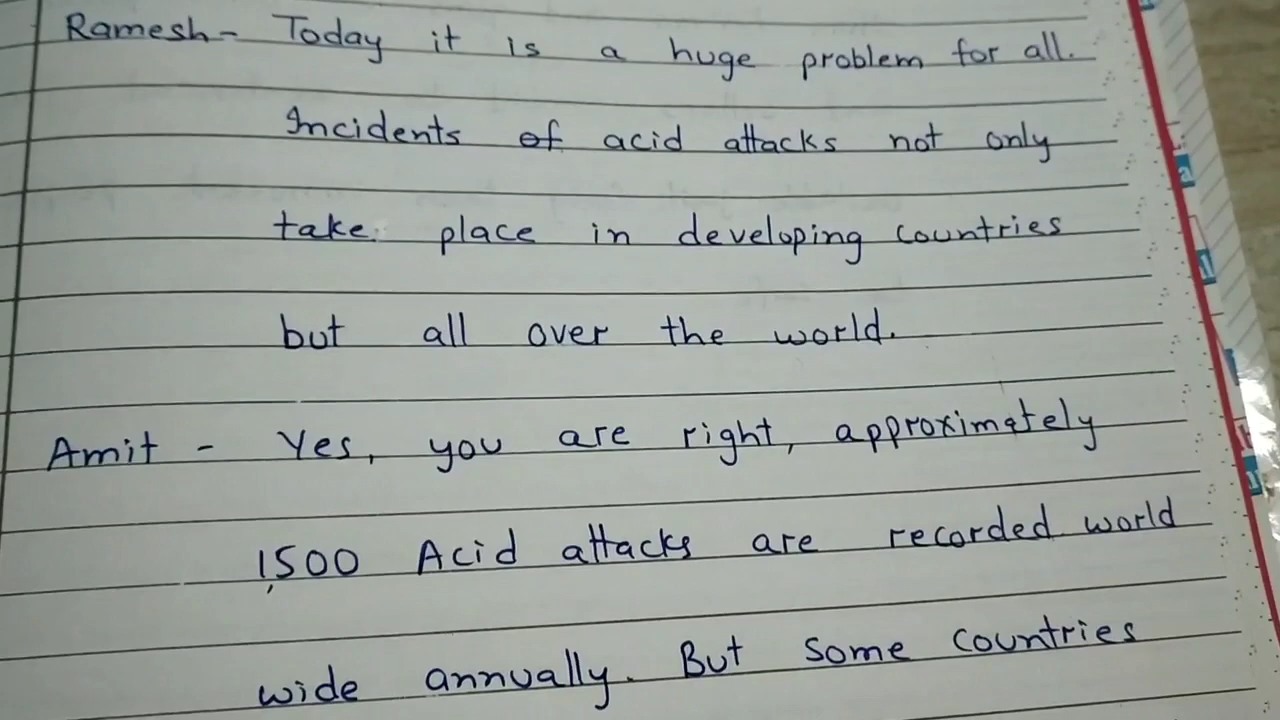 Ramesh- Today it is a huge problem for all.
Incidents of acid attacks not only
take place in developing countries
but all over the world.
Amit - Yes, you are right, approximately
1,500 Acid attacks are recorded world
wide annually. But some countries